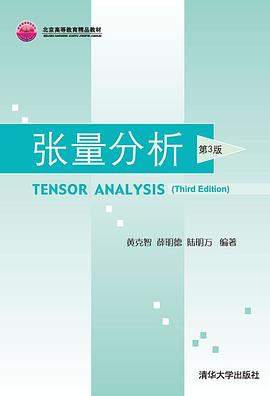 北京高等教育精品教材
张量分析 第3版
TENSOR ANALYSIS (Third Edition)
黄克智 薛明德 陆明万 编著
清华大学出版社